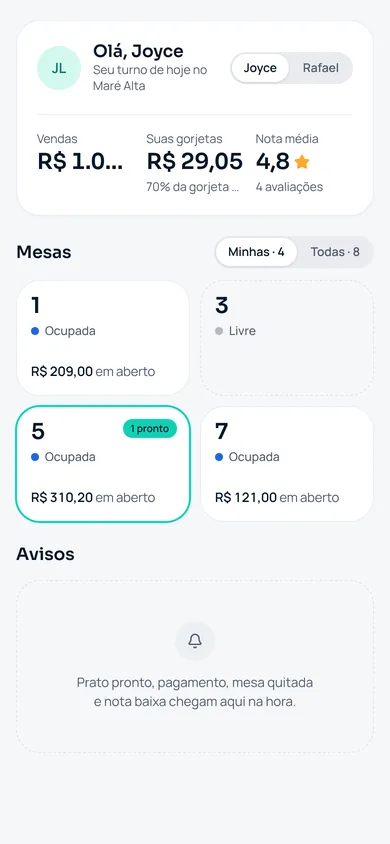 JL
Olá, Joyce
Seu turno de hoje no
Maré Alta
Joyce
Rafael
Vendas
R$ 1.0...
Suas gorjetas
R$ 29,05
70% da gorjeta ...
Nota média
4,8
4 avaliações
Mesas
Minhas · 4
Todas · 8
1
Ocupada
R$ 209,00 em aberto
3
Livre
5
1 pronto
Ocupada
R$ 310,20 em aberto
7
Ocupada
R$ 121,00 em aberto
Avisos
Prato pronto, pagamento, mesa quitada
e nota baixa chegam aqui na hora.